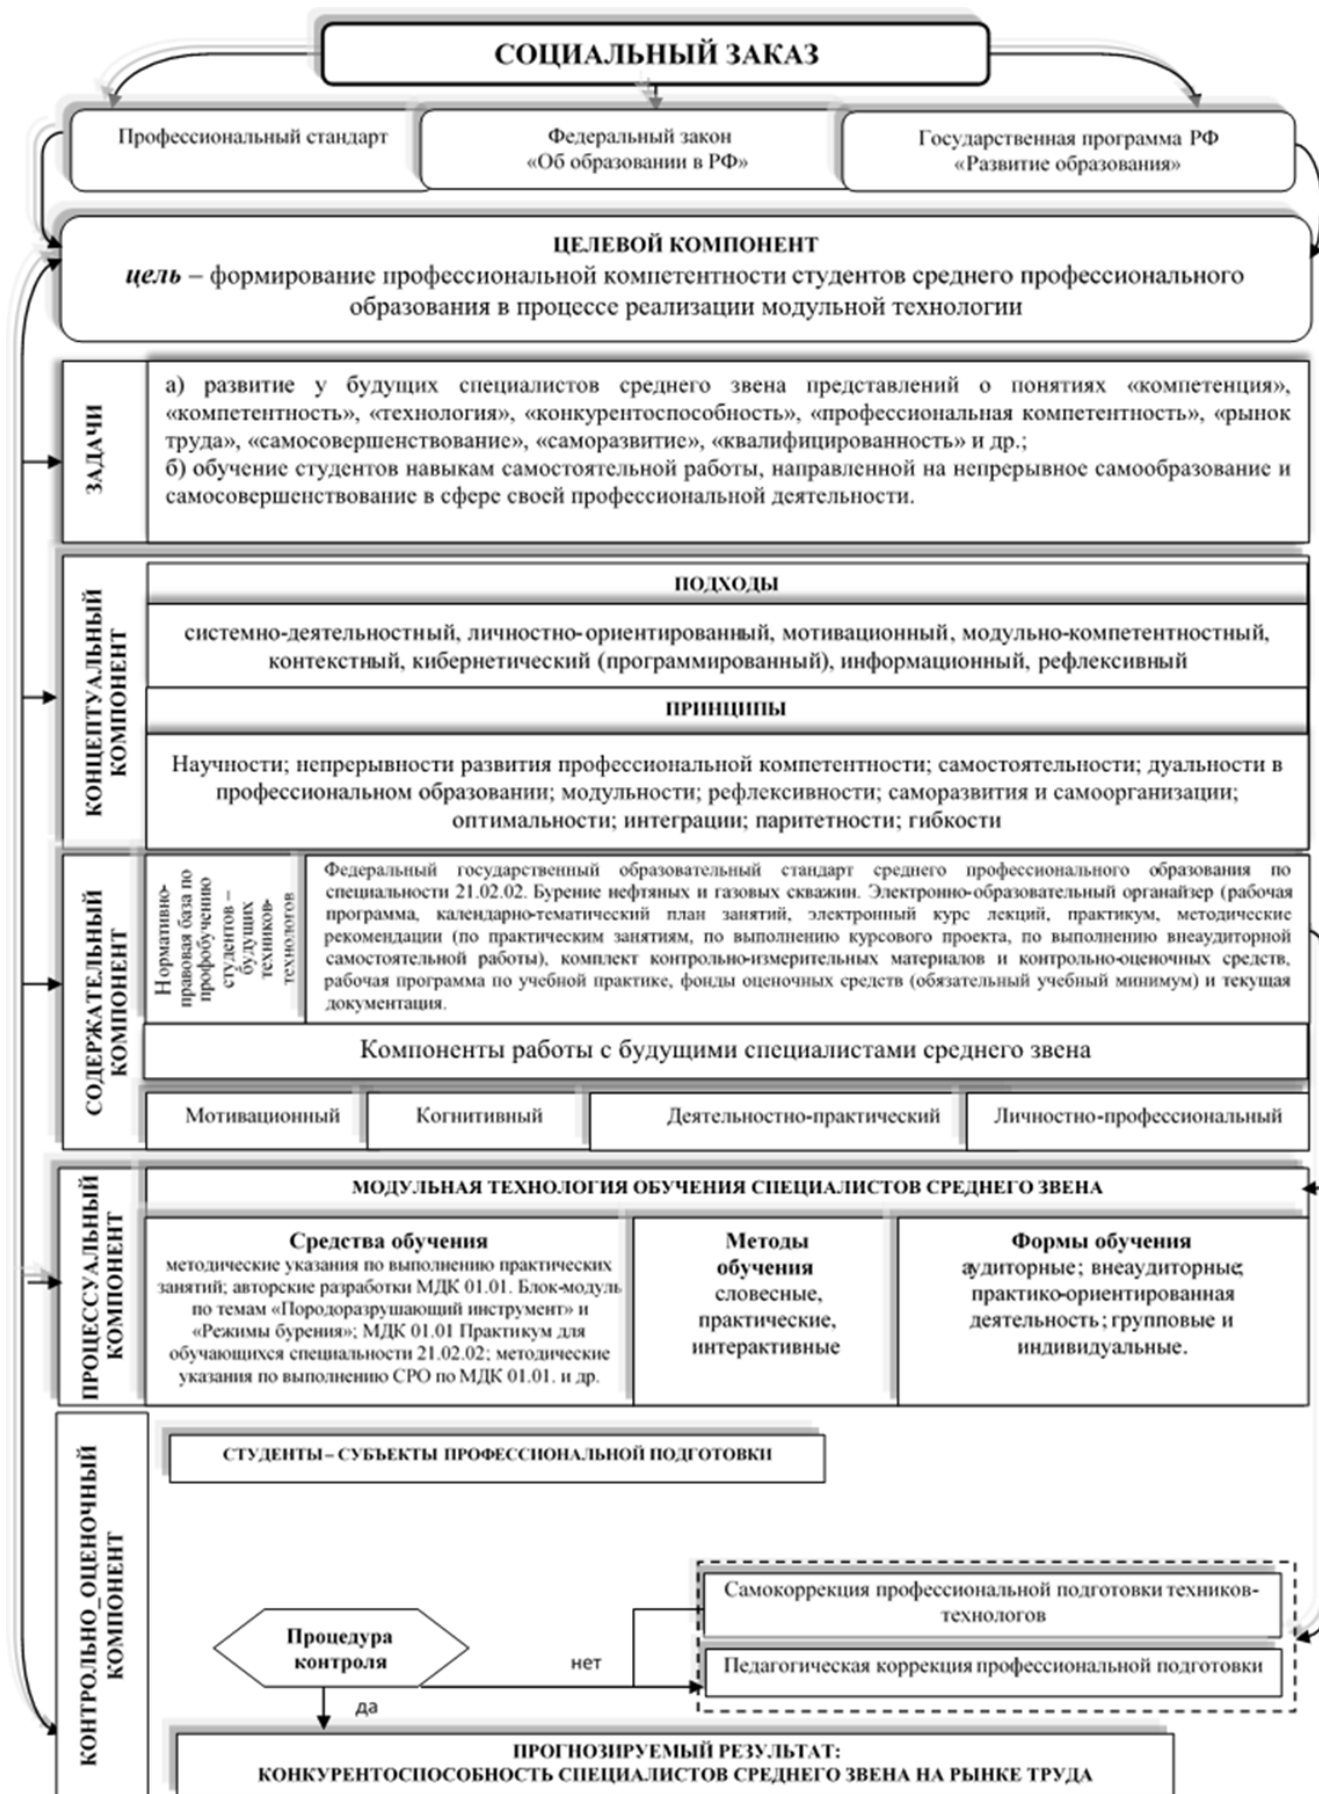 СОЦИАЛЬНЫЙ ЗАКАЗ
Профессиональный стандарт
Федеральный закон
«Об образовании в РФ»
Государственная программа РФ
«Развитие образования»
ЦЕЛЕВОЙ КОМПОНЕНТ
цель – формирование профессиональной компетентности студентов среднего профессионального
образования в процессе реализации модульной технологии
ЗАДАЧИ
а) развитие у будущих специалистов среднего звена представлений о понятиях «компетенция»,
«компетентность», «технология», «конкурентоспособность», «профессиональная компетентность», «рынок
труда», «самосовершенствование», «саморазвитие», «квалифицированность» и др.;
б) обучение студентов навыкам самостоятельной работы, направленной на непрерывное самообразование и
самосовершенствование в сфере своей профессиональной деятельности.
КОНЦЕПТУАЛЬНЫЙ
КОМПОНЕНТ
ПОДХОДЫ
системно-деятельностный, личностно-ориентированный, мотивационный, модульно-компетентностный,
контекстный, кибернетический (программированный), информационный, рефлексивный
ПРИНЦИПЫ
Научности; непрерывности развития профессиональной компетентности; самостоятельности; дуальности в
профессиональном образовании; модульности; рефлексивности; саморазвития и самоорганизации;
оптимальности; интеграции; паритетности; гибкости
СОДЕРЖАТЕЛЬНЫЙ
КОМПОНЕНТ
Нормативно-
правовая база по
профобучению
студентов –
будущих
техников-
технологов
Федеральный государственный образовательный стандарт среднего профессионального образования по
специальности 21.02.02. Бурение нефтяных и газовых скважин. Электронно-образовательный органайзер (рабочая
программа, календарно-тематический план занятий, электронный курс лекций, практикум, методические
рекомендации (по практическим занятиям, по выполнению курсового проекта, по выполнению внеаудиторной
самостоятельной работы), комплект контрольно-измерительных материалов и контрольно-оценочных средств,
рабочая программа по учебной практике, фонды оценочных средств (обязательный учебный минимум) и текущая
документация.
Компоненты работы с будущими специалистами среднего звена
Мотивационный
Когнитивный
Деятельностно-практический
Личностно-профессиональный
ПРОЦЕССУАЛЬНЫЙ
КОМПОНЕНТ
МОДУЛЬНАЯ ТЕХНОЛОГИЯ ОБУЧЕНИЯ СПЕЦИАЛИСТОВ СРЕДНЕГО ЗВЕНА
Средства обучения
методические указания по выполнению практических
занятий; авторские разработки МДК 01.01. Блок-модуль
по темам «Породоразрушающий инструмент» и
«Режимы бурения»; МДК 01.01 Практикум для
обучающихся специальности 21.02.02; методические
указания по выполнению СРО по МДК 01.01. и др.
Методы
обучения
словесные,
практические,
интерактивные
Формы обучения
аудиторные; внеаудиторные;
практико-ориентированная
деятельность; групповые и
индивидуальные.
КОНТРОЛЬНО_ОЦЕНОЧНЫЙ
КОМПОНЕНТ
СТУДЕНТЫ – СУБЪЕКТЫ ПРОФЕССИОНАЛЬНОЙ ПОДГОТОВКИ
Самокоррекция профессиональной подготовки техников-
технологов
Процедура
контроля
нет
Педагогическая коррекция профессиональной подготовки
да
ПРОГНОЗИРУЕМЫЙ РЕЗУЛЬТАТ:
КОНКУРЕНТОСПОСОБНОСТЬ СПЕЦИАЛИСТОВ СРЕДНЕГО ЗВЕНА НА РЫНКЕ ТРУДА